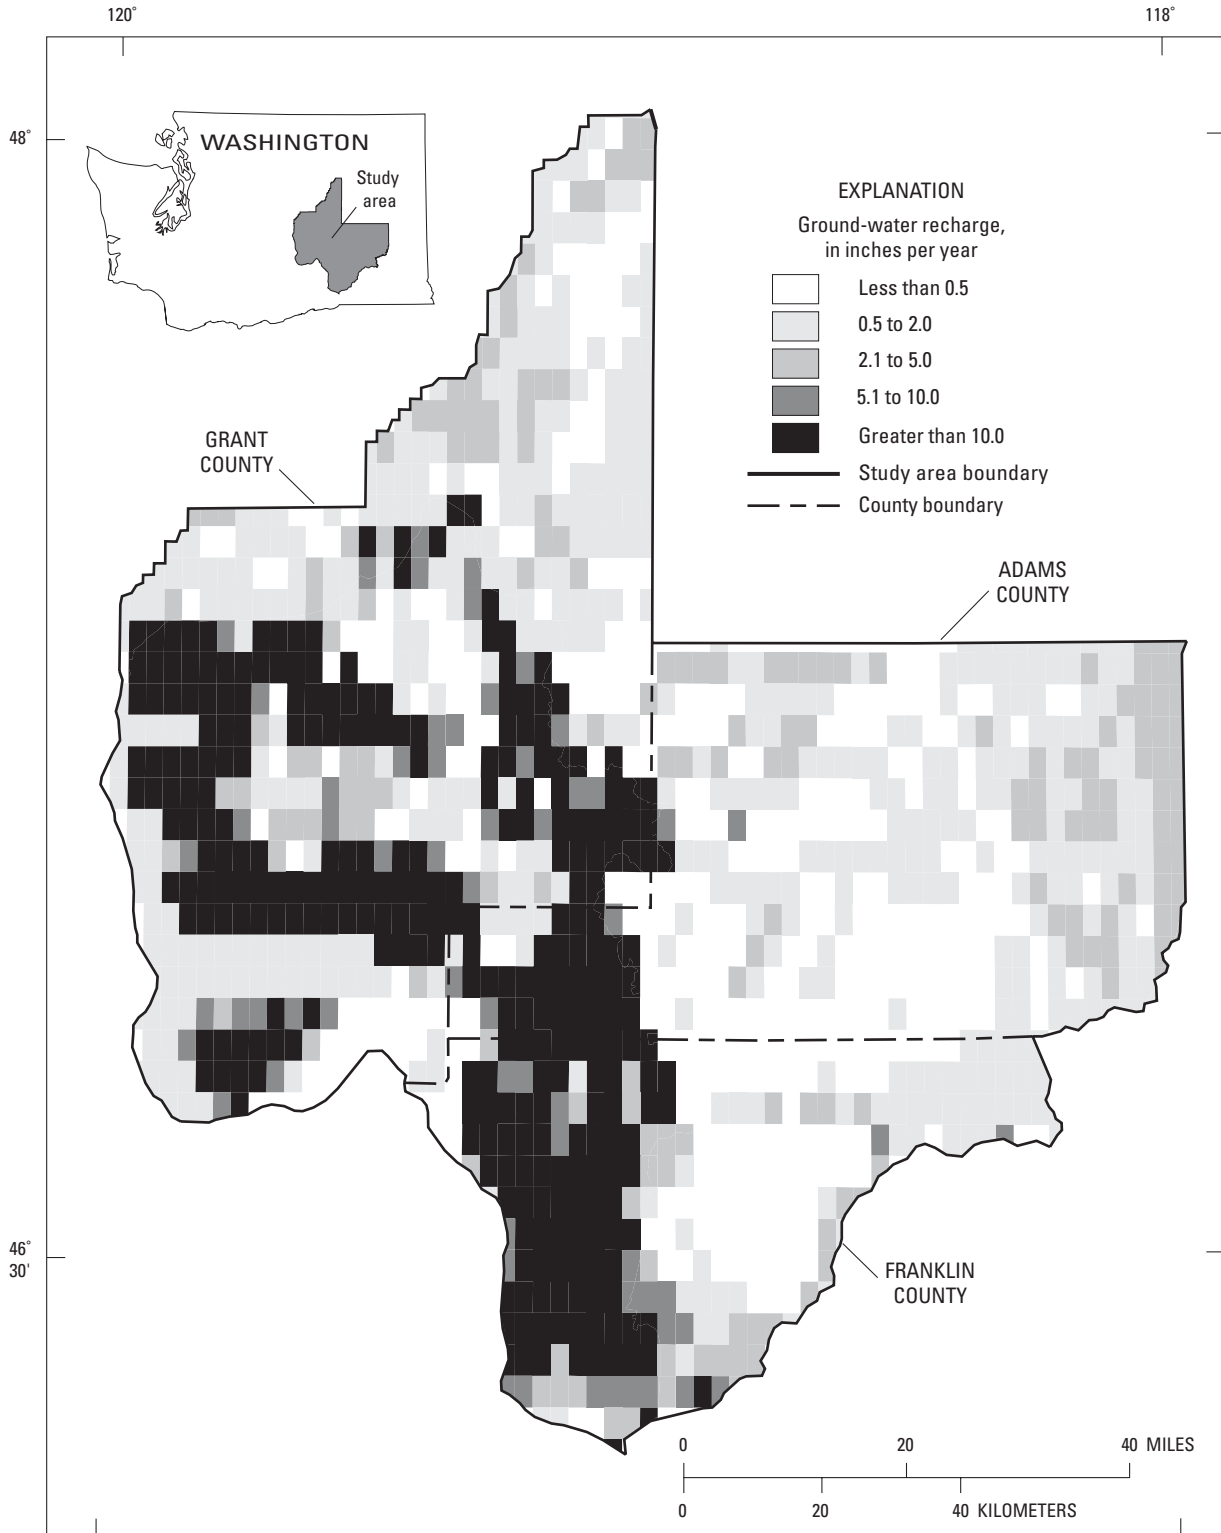 120°
118°
48°
WASHINGTON
Study
area
EXPLANATION
Ground-water recharge,
in inches per year
Less than 0.5
0.5 to 2.0
2.1 to 5.0
5.1 to 10.0
Greater than 10.0
Study area boundary
County boundary
GRANT
COUNTY
ADAMS
COUNTY
46°
30'
FRANKLIN
COUNTY
0 20 40 MILES
0 20 40 KILOMETERS